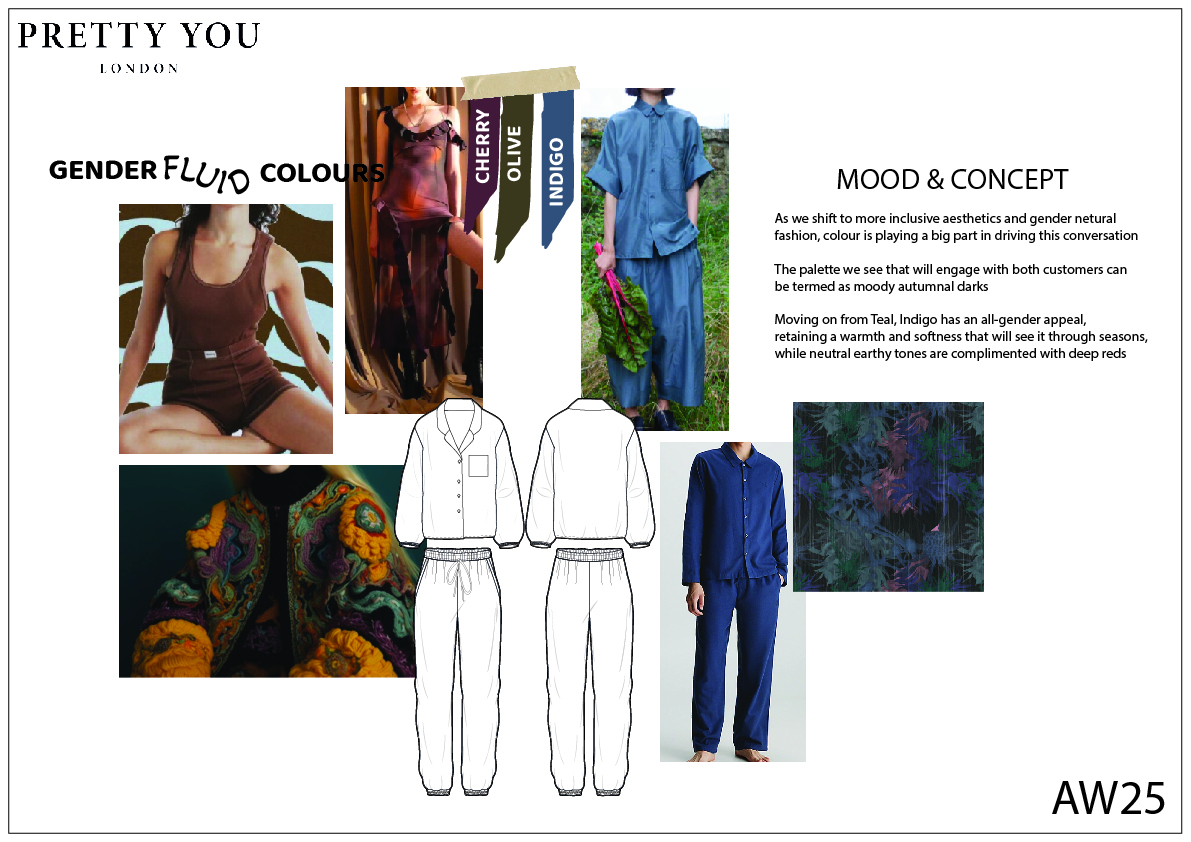 PRETTY YOU
LONDON
GENDER FLUID COLOURS
CHERRY
OLIVE
INDIGO
MOOD & CONCEPT
As we shift to more inclusive aesthetics and gender netural
fashion, colour is playing a big part in driving this conversation
The palette we see that will engage with both customers can
be termed as moody autumnal darks
Moving on from Teal, Indigo has an all-gender appeal,
retaining a warmth and softness that will see it through seasons,
while neutral earthy tones are complimented with deep reds
AW25